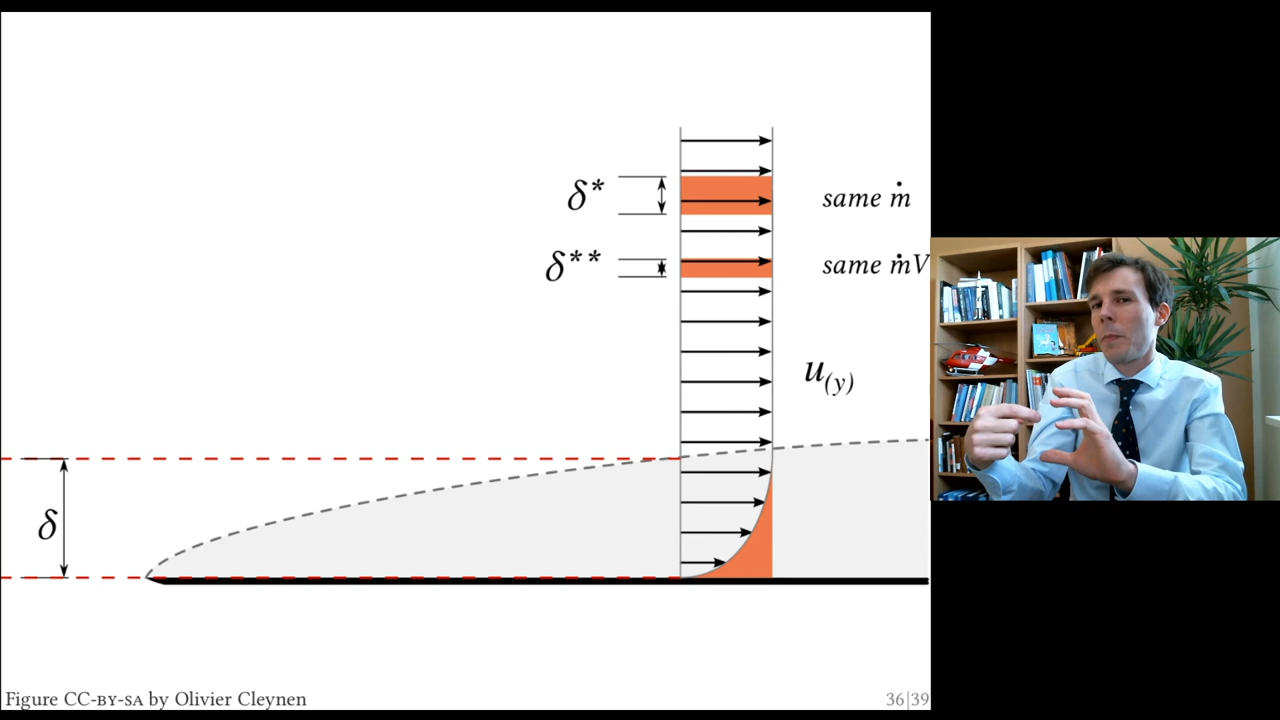 δ* same ṁ
δ** same ṁV
u(y)
δ
Figure CC-BY-SA by Olivier Cleynen 36|39